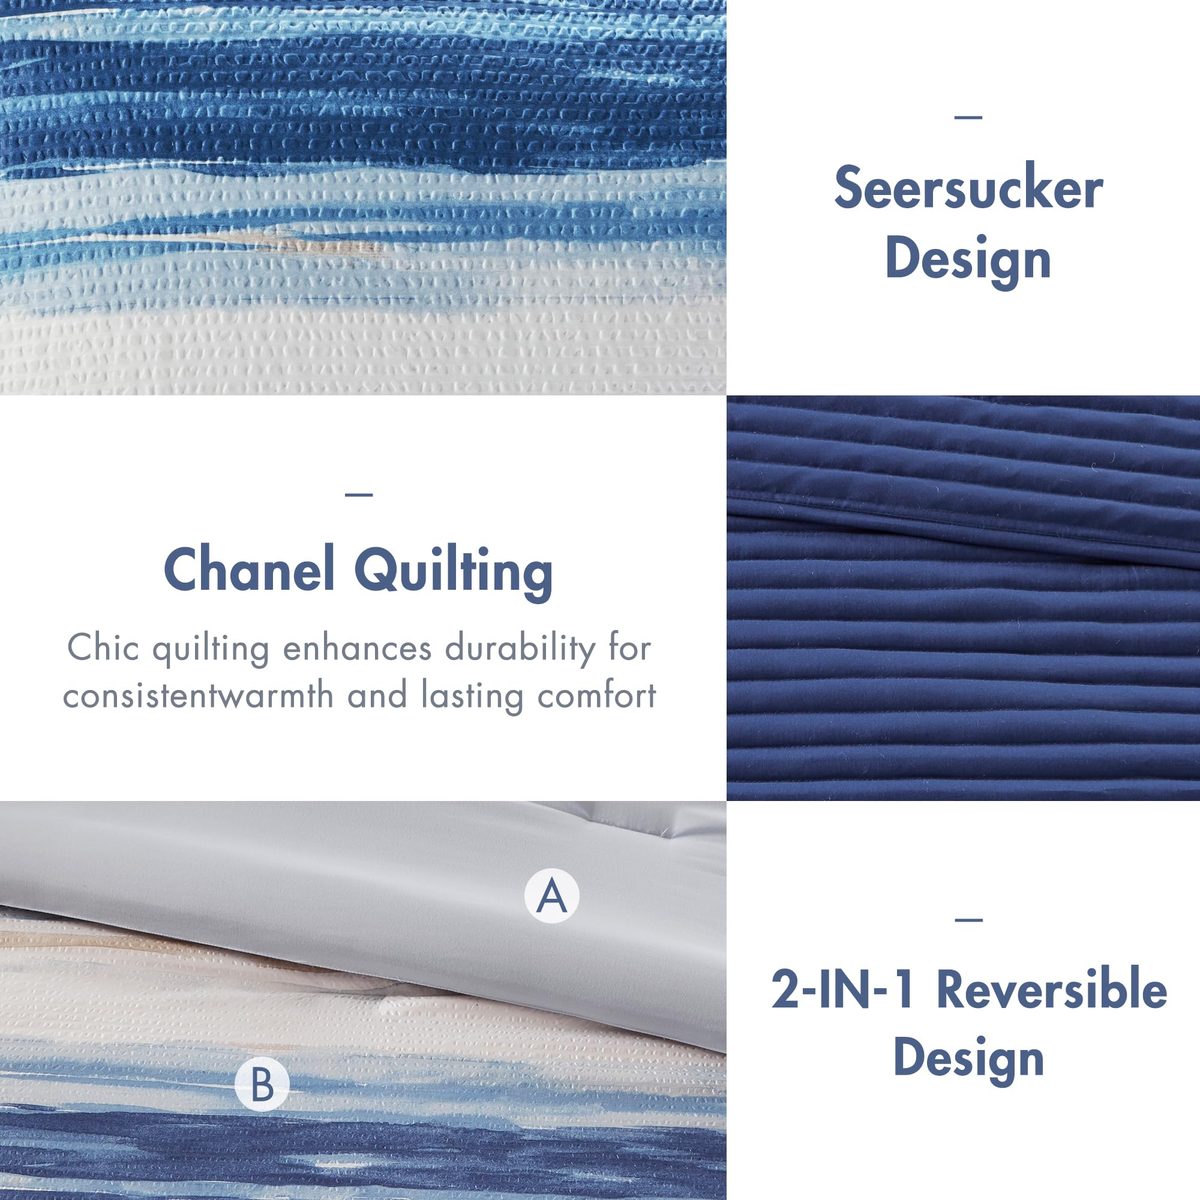 Seersucker
Design
Chanel Quilting
Chic quilting enhances durability for
consistentwarmth and lasting comfort
A
B
2-IN-1 Reversible
Design